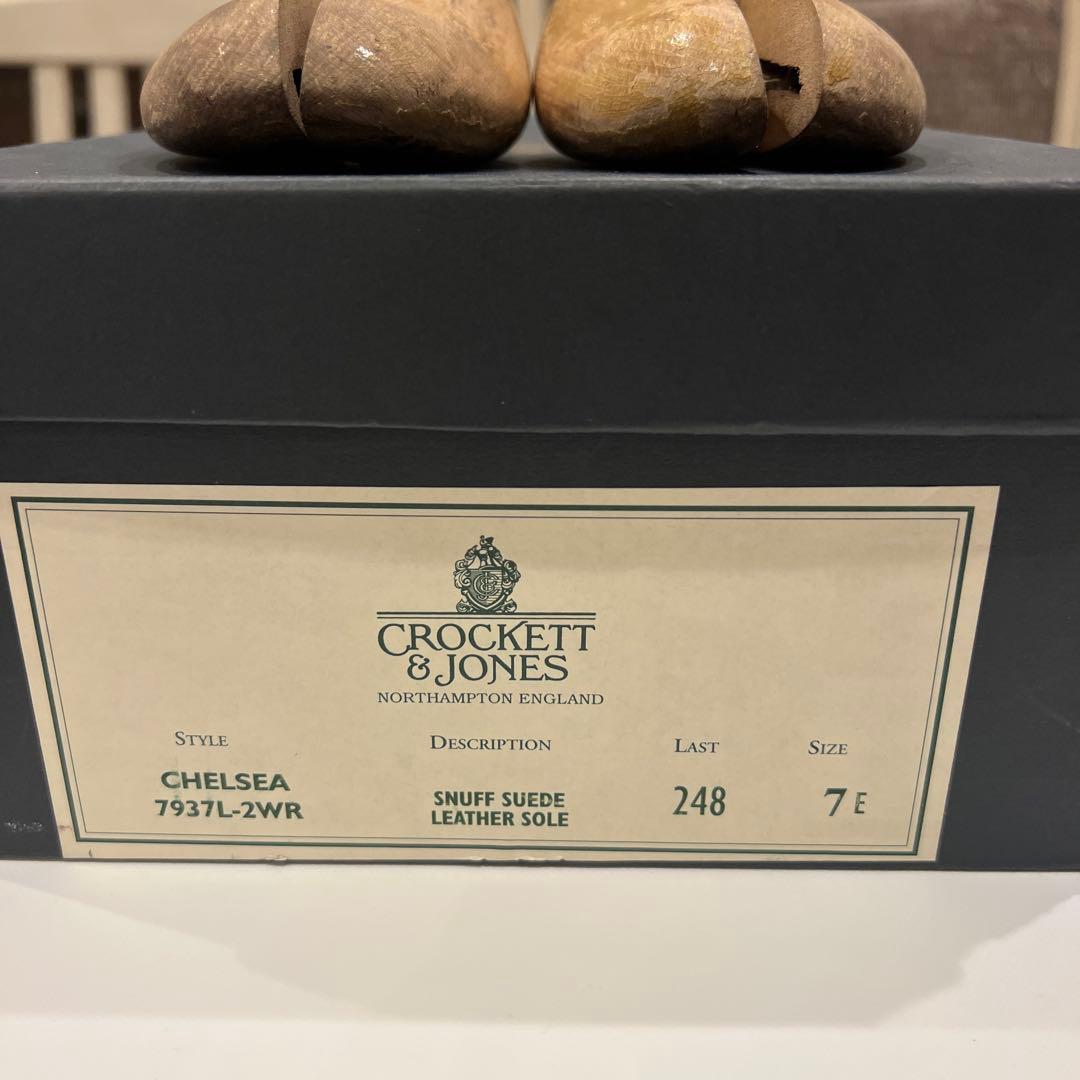 CROCKETT
& JONES
NORTHAMPTON ENGLAND
STYLE DESCRIPTION LAST SIZE
CHELSEA
7937L-2WR
SNUFF SUEDE
LEATHER SOLE
248
7 E